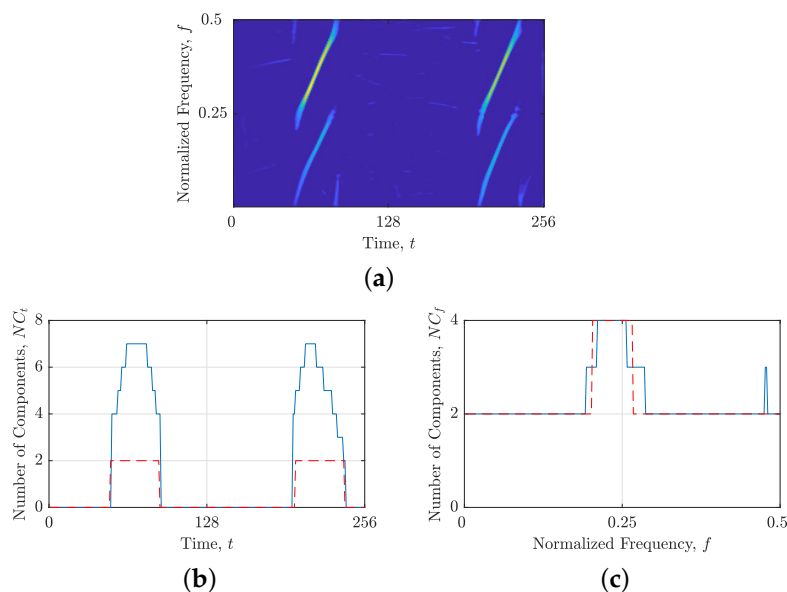 0.5
0.25
Normalized Frequency, f
0
128
256
Time, t
(a)
8
6
4
2
0
Number of Components, NC_t
0
128
256
Time, t
(b)
4
3
2
1
0
Number of Components, NC_f
0
0.25
0.5
Normalized Frequency, f
(c)